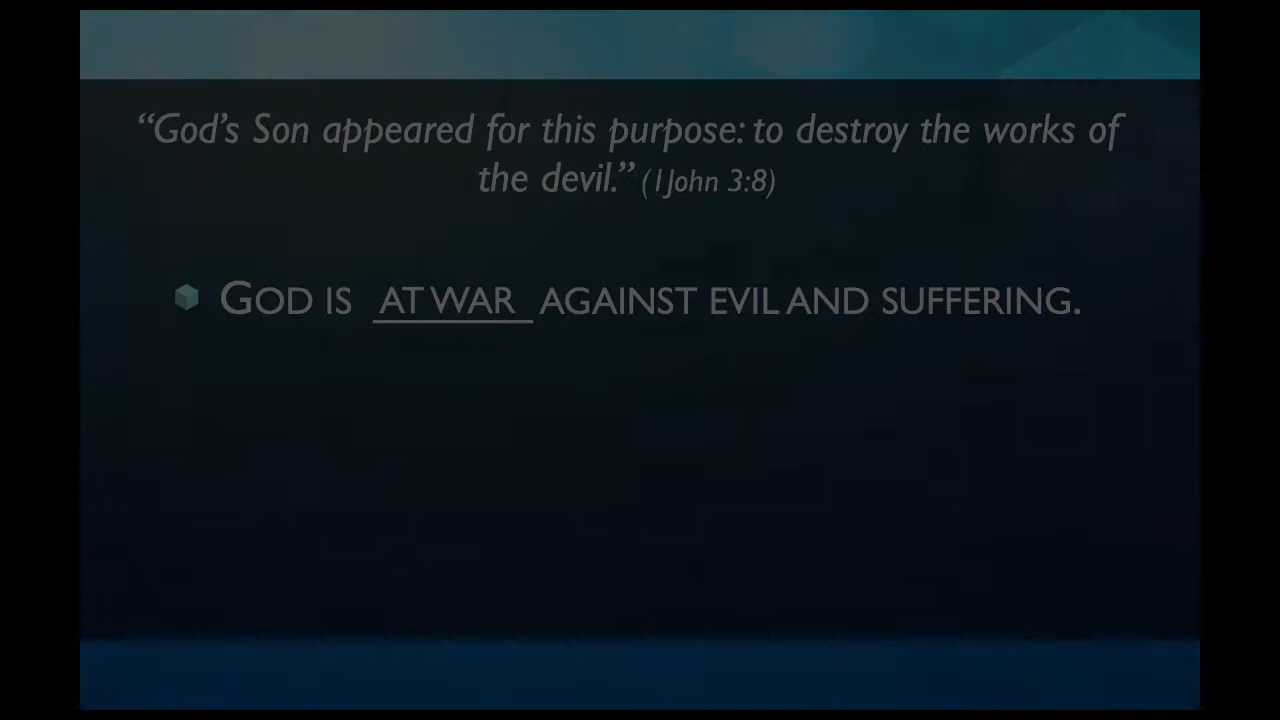 “God’s Son appeared for this purpose: to destroy the works of
the devil.” (1John 3:8)
GOD IS AT WAR AGAINST EVIL AND SUFFERING.